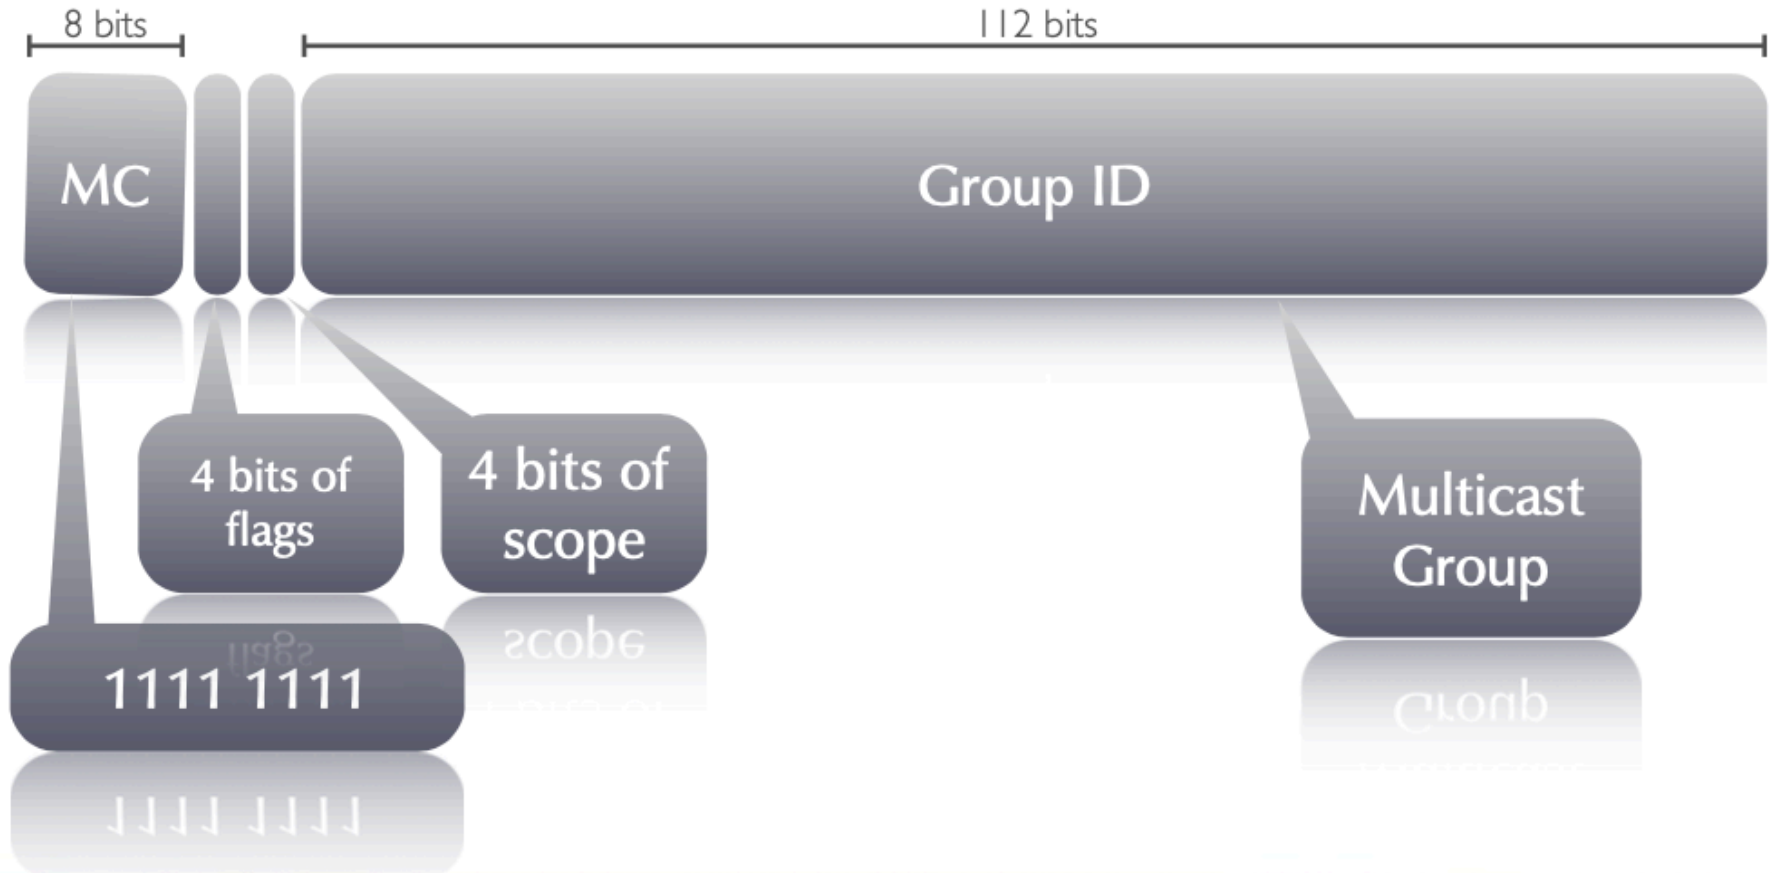 8 bits
112 bits
MC
Group ID
4 bits of
flags
4 bits of
scope
Multicast
Group
1111 1111